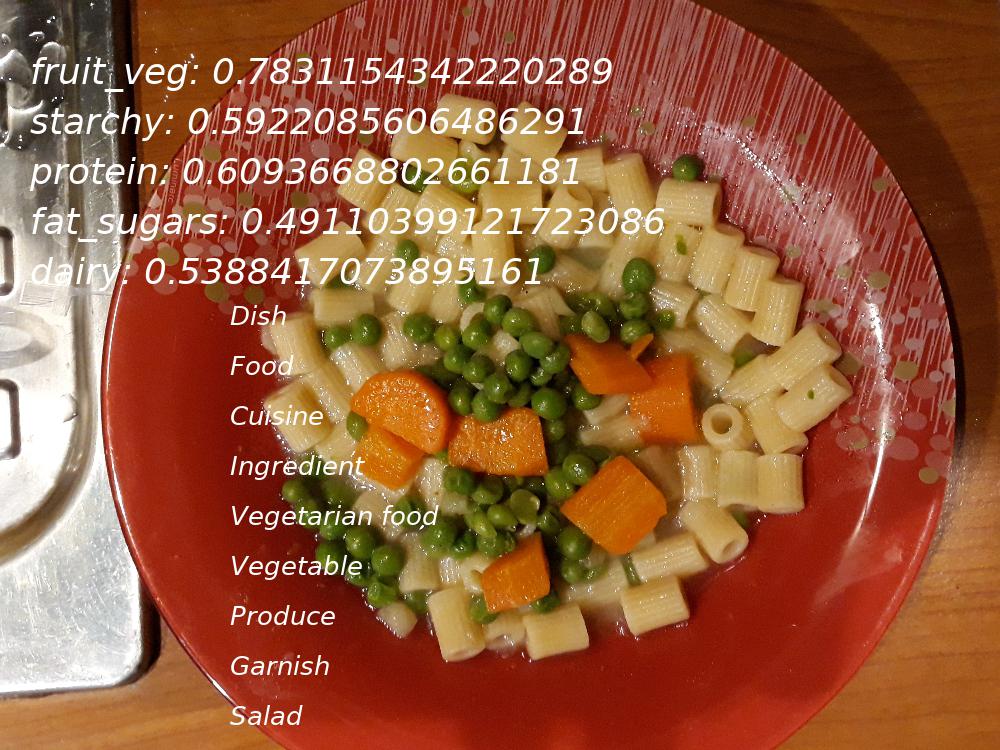 fruit_veg: 0.7831154342220289
starchy: 0.5922085606486291
protein: 0.6093668802661181
fat_sugars: 0.49110399121723086
dairy: 0.5388417073895161
Dish
Food
Cuisine
Ingredient
Vegetarian food
Vegetable
Produce
Garnish
Salad